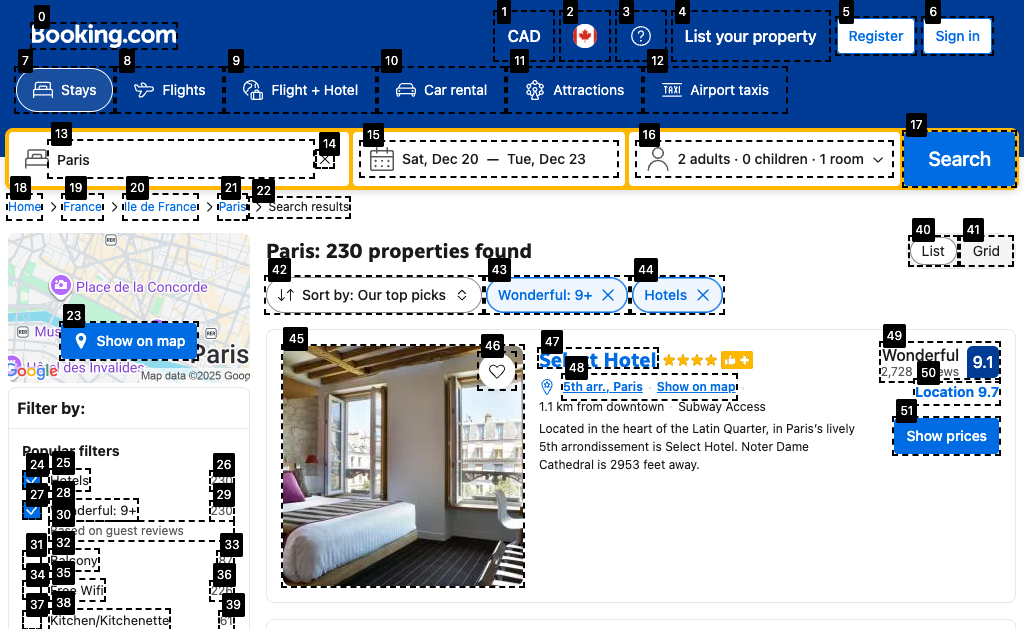 Booking.com
CAD
List your property
Register
Sign in
Stays
Flights
Flight + Hotel
Car rental
Attractions
Airport taxis
Paris
Sat, Dec 20 — Tue, Dec 23
2 adults · 0 children · 1 room
Search
Home
France
Ile de France
Paris
Search results
Place de la Concorde
Show on map
Paris
des Invalides
Google
Map data ©2025 Goog
Paris: 230 properties found
List
Grid
Sort by: Our top picks
Wonderful: 9+
Hotels
Select Hotel
5th arr., Paris
Show on map
1.1 km from downtown · Subway Access
Located in the heart of the Latin Quarter, in Paris's lively
5th arrondissement is Select Hotel. Noter Dame
Cathedral is 2953 feet away.
Wonderful
9.1
2,728
Location 9.7
Show prices
Filter by:
Popular filters
Hotels
230
Wonderful: 9+
230
Based on guest reviews
Balcony
Free Wifi
Kitchen/Kitchenette
0
1
2
3
4
5
6
7
8
9
10
11
12
13
14
15
16
17
18
19
20
21
22
23
24
25
26
27
28
29
30
31
32
33
34
35
36
37
38
39
40
41
42
43
44
45
46
47
48
49
50
51